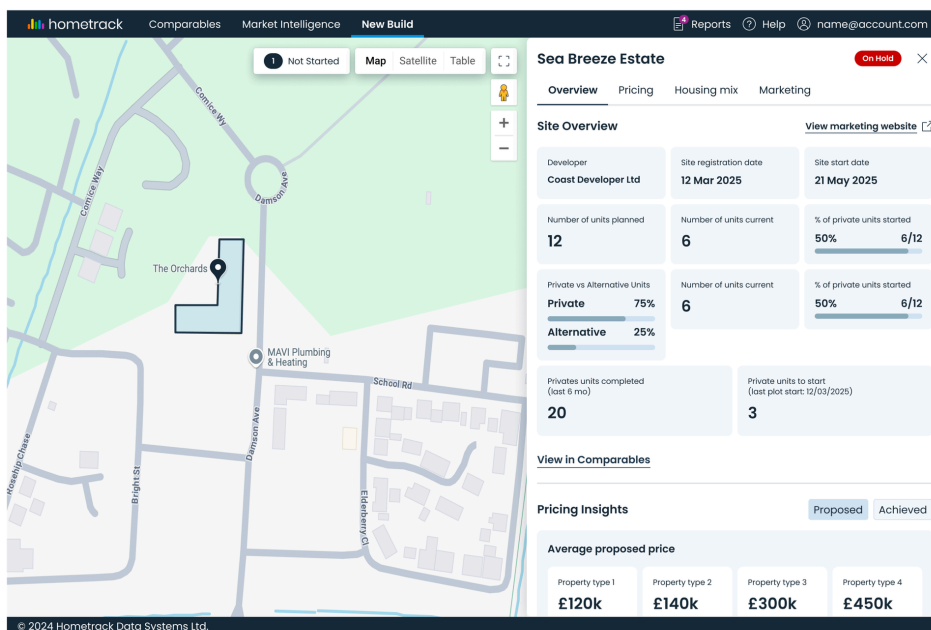 hometrack
Comparables
Market Intelligence
New Build
4
Reports
? Help
name@account.com
1 Not Started
Map
Satellite
Table
+
−
Comice Wy
Damson Ave
Comice Way
The Orchards
MAVI Plumbing
& Heating
School Rd
Damson Ave
Rosehip Chase
Bright St
Elderberry Cl
Sea Breeze Estate
On Hold
Overview
Pricing
Housing mix
Marketing
Site Overview
View marketing website
Developer
Coast Developer Ltd
Site registration date
12 Mar 2025
Site start date
21 May 2025
Number of units planned
12
Number of units current
6
% of private units started
50% 6/12
Private vs Alternative Units
Private 75%
Alternative 25%
Number of units current
6
% of private units started
50% 6/12
Privates units completed
(last 6 mo)
20
Private units to start
(last plot start: 12/03/2025)
3
View in Comparables
Pricing Insights
Proposed
Achieved
Average proposed price
Property type 1
£120k
Property type 2
£140k
Property type 3
£300k
Property type 4
£450k
© 2024 Hometrack Data Systems Ltd.